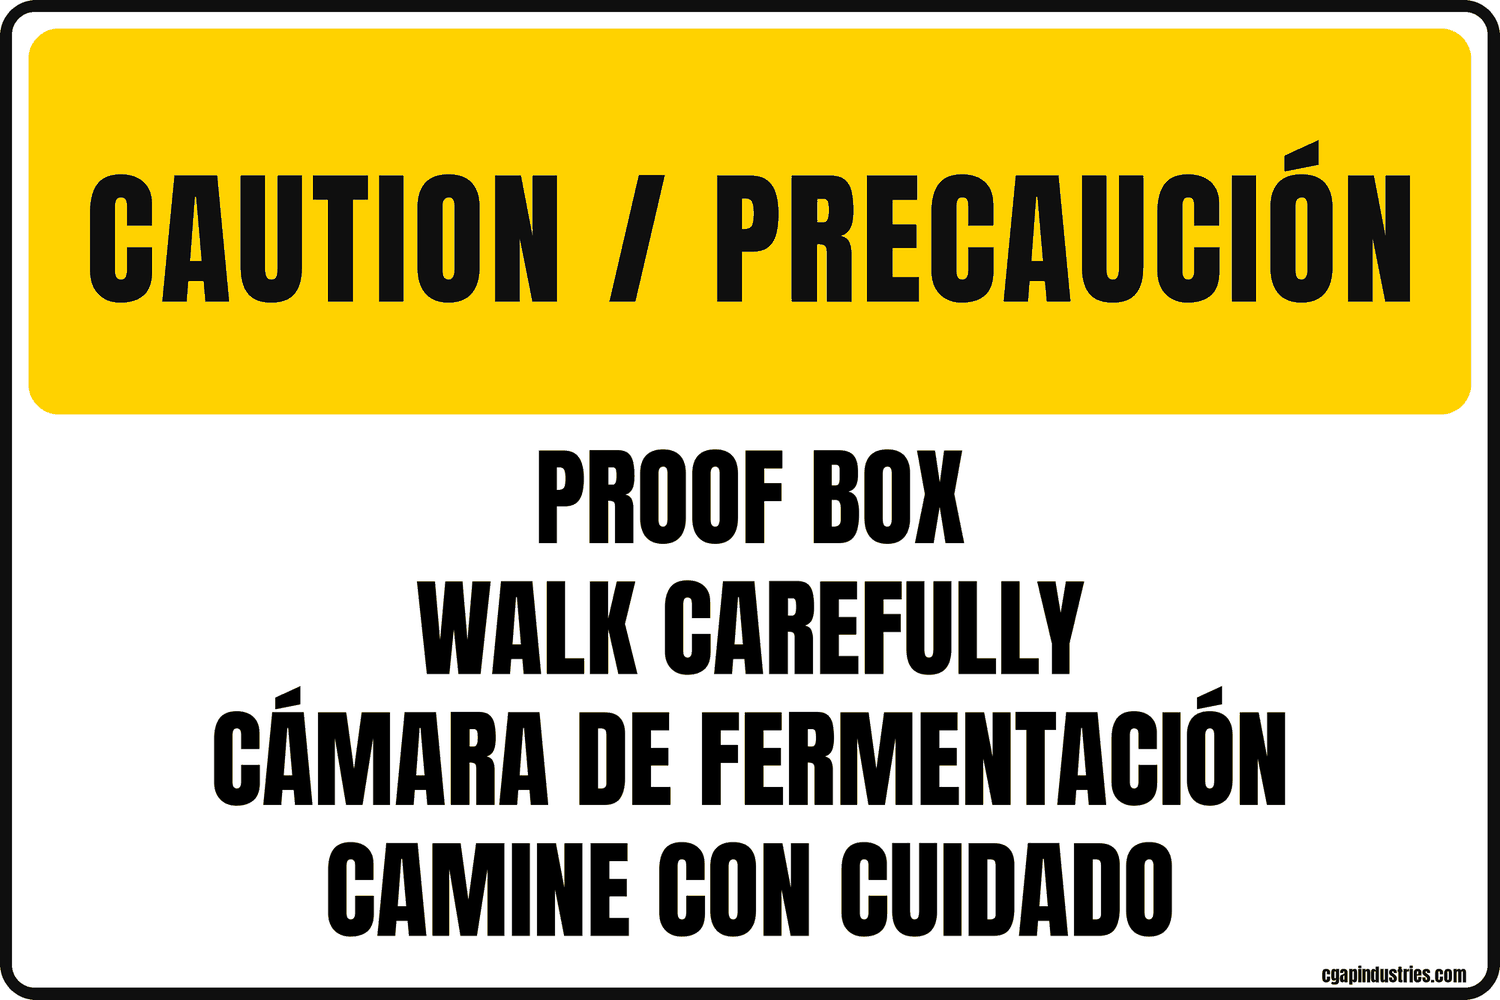 CAUTION / PRECAUCIÓN
PROOF BOX
WALK CAREFULLY
CÁMARA DE FERMENTACIÓN
CAMINE CON CUIDADO
cgapindustries.com